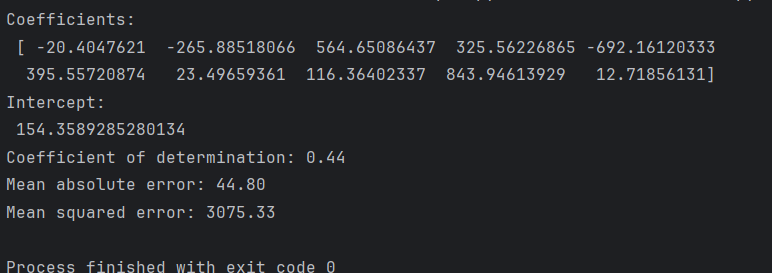 Coefficients:
[ -20.4047621 -265.88518066 564.65086437 325.56226865 -692.16120333
395.55720874 23.49659361 116.36402337 843.94613929 12.71856131]
Intercept:
154.3589285280134
Coefficient of determination: 0.44
Mean absolute error: 44.80
Mean squared error: 3075.33
Process finished with exit code 0